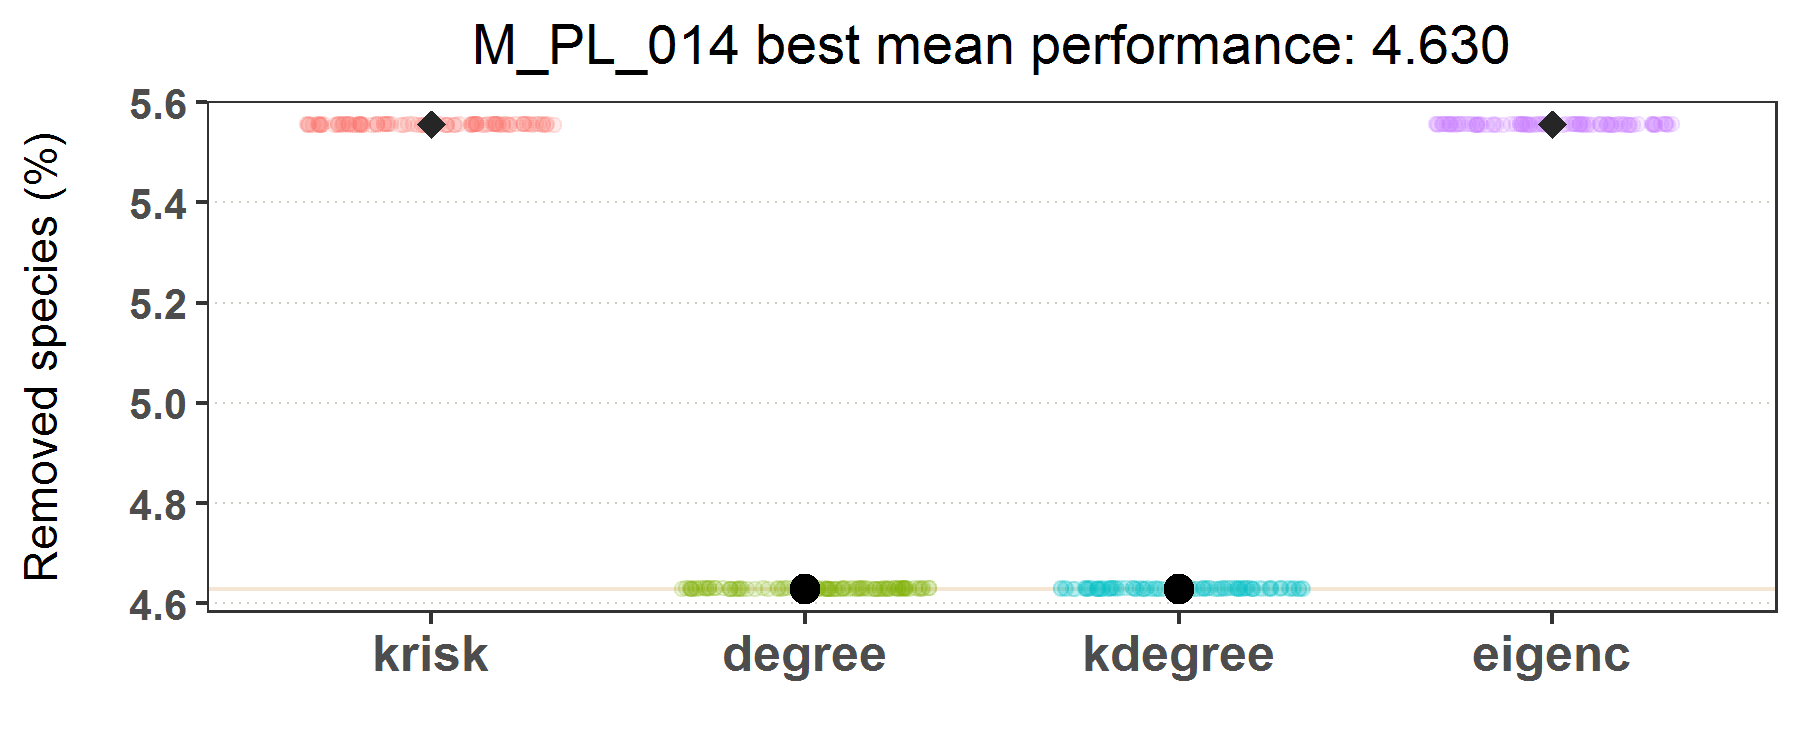 M_PL_014 best mean performance: 4.630
Removed species (%)
5.6
5.4
5.2
5.0
4.8
4.6
krisk degree kdegree eigenc